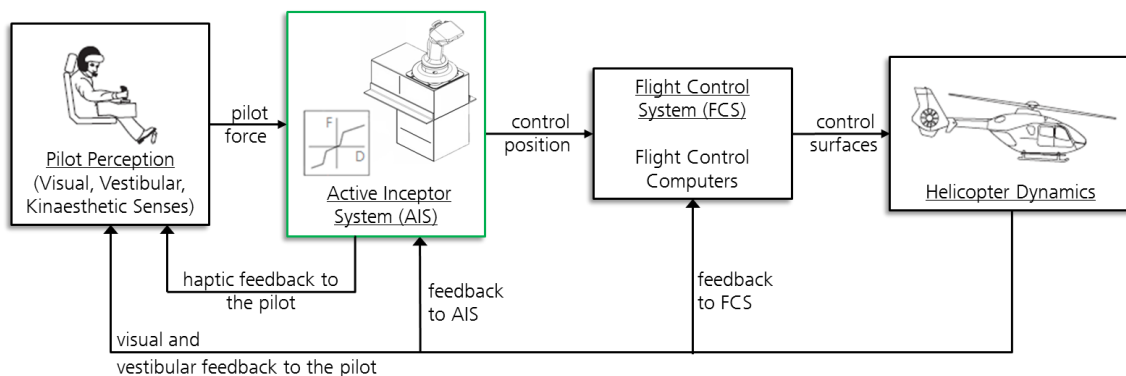 Pilot Perception
(Visual, Vestibular,
Kinaesthetic Senses)
pilot
force
F
D
Active Inceptor
System (AIS)
control
position
Flight Control
System (FCS)
Flight Control
Computers
control
surfaces
Helicopter Dynamics
haptic feedback to
the pilot
feedback
to AIS
feedback
to FCS
visual and
vestibular feedback to the pilot